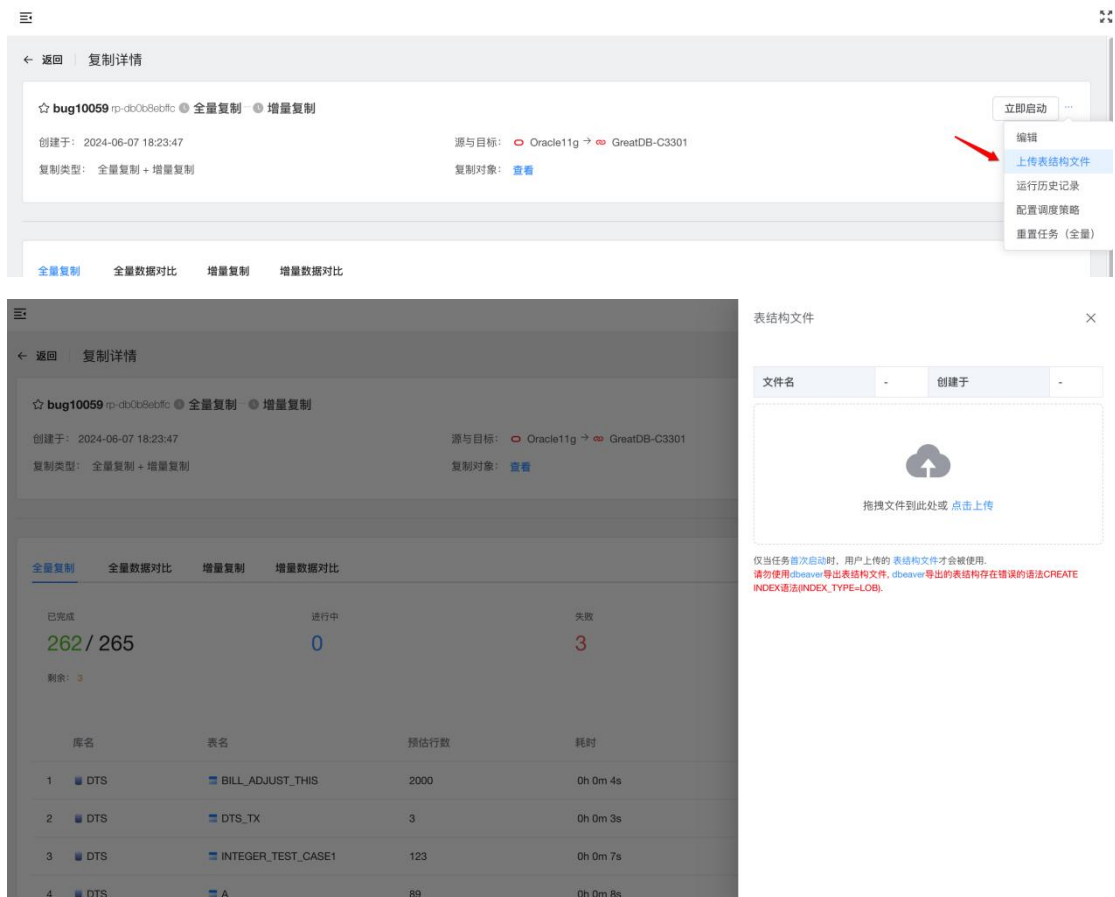 ← 返回 复制详情
bug10059 rp-db0b8ebffc 全量复制 增量复制 立即启动 ...
创建于： 2024-06-07 18:23:47 源与目标： Oracle11g → GreatDB-C3301
复制类型： 全量复制 + 增量复制 复制对象： 查看
编辑
上传表结构文件
运行历史记录
配置调度策略
重置任务（全量）
全量复制 全量数据对比 增量复制 增量数据对比
← 返回 复制详情
bug10059 rp-db0b8ebffc 全量复制 增量复制
创建于： 2024-06-07 18:23:47 源与目标： Oracle11g → GreatDB-C3301
复制类型： 全量复制 + 增量复制 复制对象： 查看
全量复制 全量数据对比 增量复制 增量数据对比
已完成 进行中 失败
262 / 265 0 3
剩余： 3
库名 表名 预估行数 耗时
1 DTS BILL_ADJUST_THIS 2000 0h 0m 4s
2 DTS DTS_TX 3 0h 0m 3s
3 DTS INTEGER_TEST_CASE1 123 0h 0m 7s
4 DTS A 89 0h 0m 8s
表结构文件
文件名 - 创建于 -
拖拽文件到此处或 点击上传
仅当任务首次启动时，用户上传的 表结构文件才会被使用.
请勿使用dbeaver导出表结构文件, dbeaver导出的表结构存在错误的语法CREATE
INDEX语法(INDEX_TYPE=LOB).